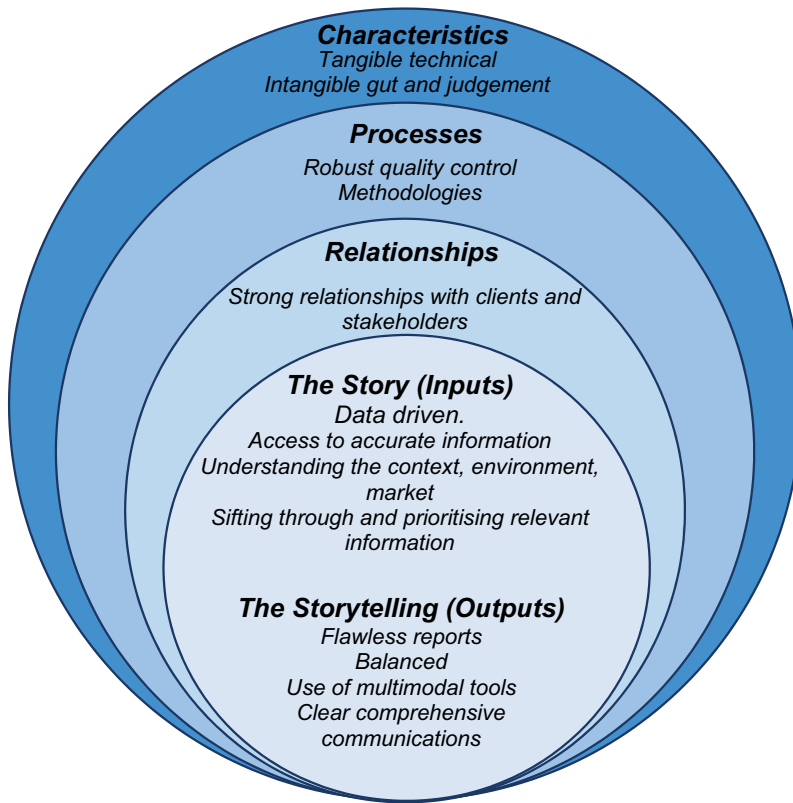 Characteristics
Tangible technical
Intangible gut and judgement
Processes
Robust quality control
Methodologies
Relationships
Strong relationships with clients and
stakeholders
The Story (Inputs)
Data driven.
Access to accurate information
Understanding the context, environment,
market
Sifting through and prioritising relevant
information
The Storytelling (Outputs)
Flawless reports
Balanced
Use of multimodal tools
Clear comprehensive
communications